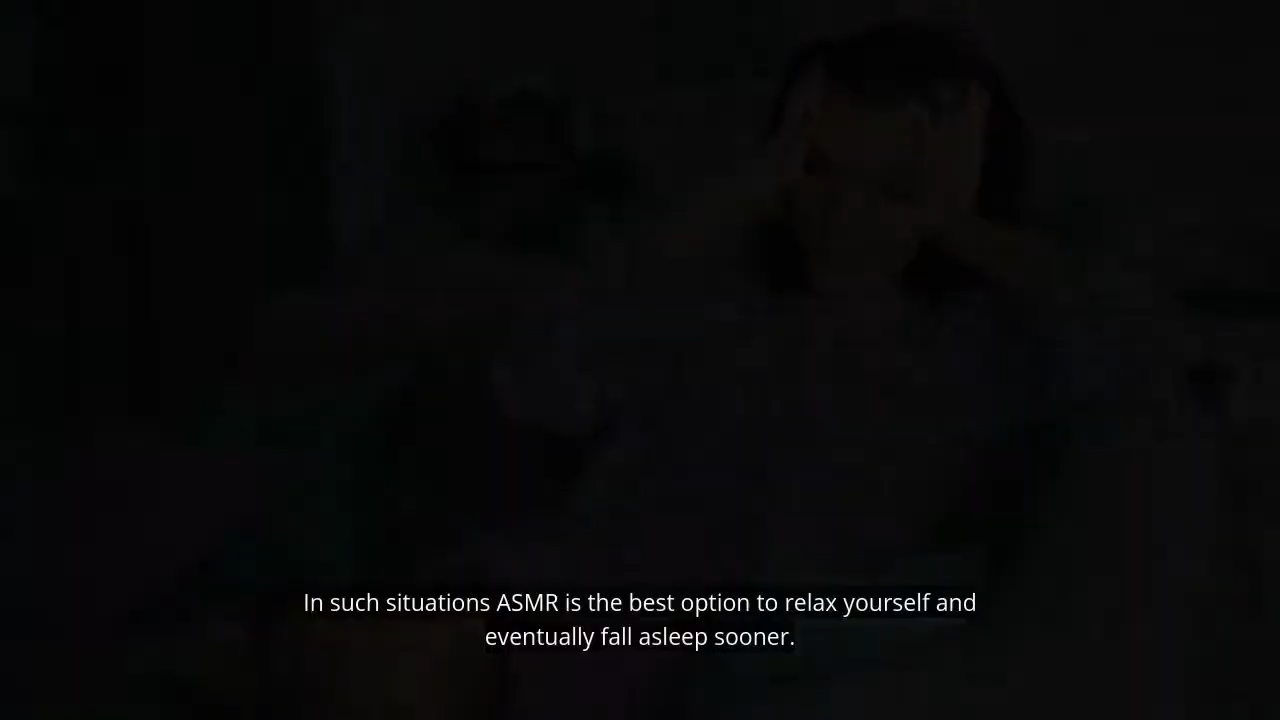 In such situations ASMR is the best option to relax yourself and
eventually fall asleep sooner.